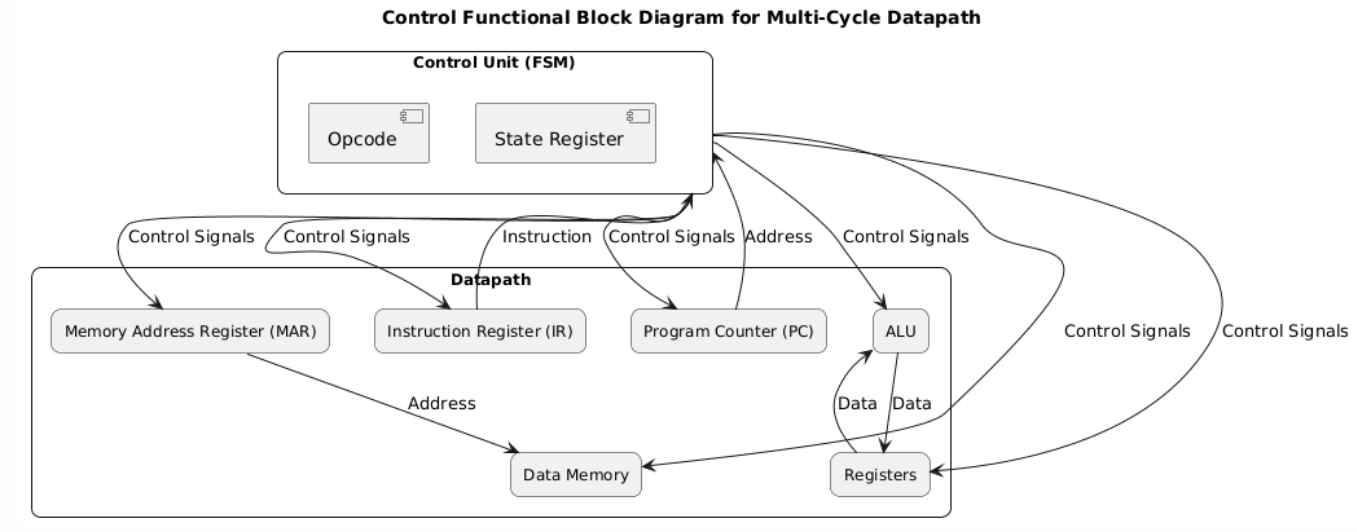 Control Functional Block Diagram for Multi-Cycle Datapath
Control Unit (FSM)
Opcode
State Register
Control Signals
Control Signals
Instruction
Control Signals
Address
Control Signals
Datapath
Memory Address Register (MAR)
Instruction Register (IR)
Program Counter (PC)
ALU
Control Signals
Control Signals
Address
Data
Data
Data Memory
Registers